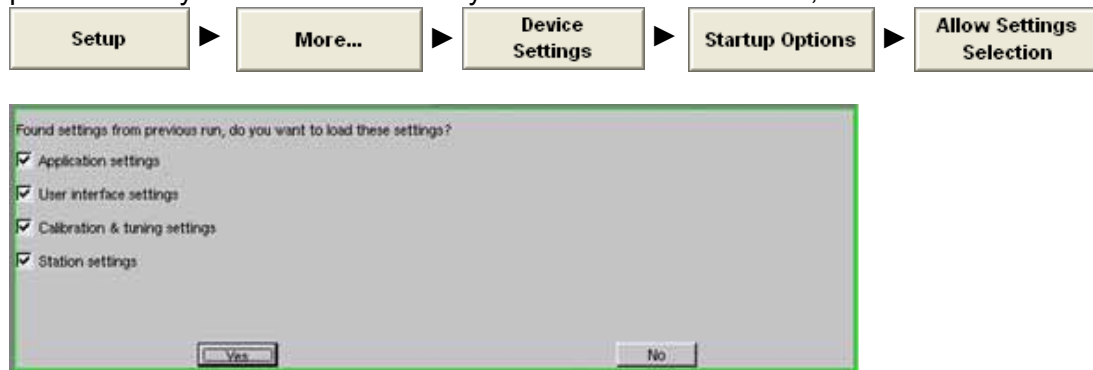 Setup ► More... ► Device Settings ► Startup Options ► Allow Settings Selection
Found settings from previous run, do you want to load these settings?
Application settings
User interface settings
Calibration & tuning settings
Station settings
Yes No